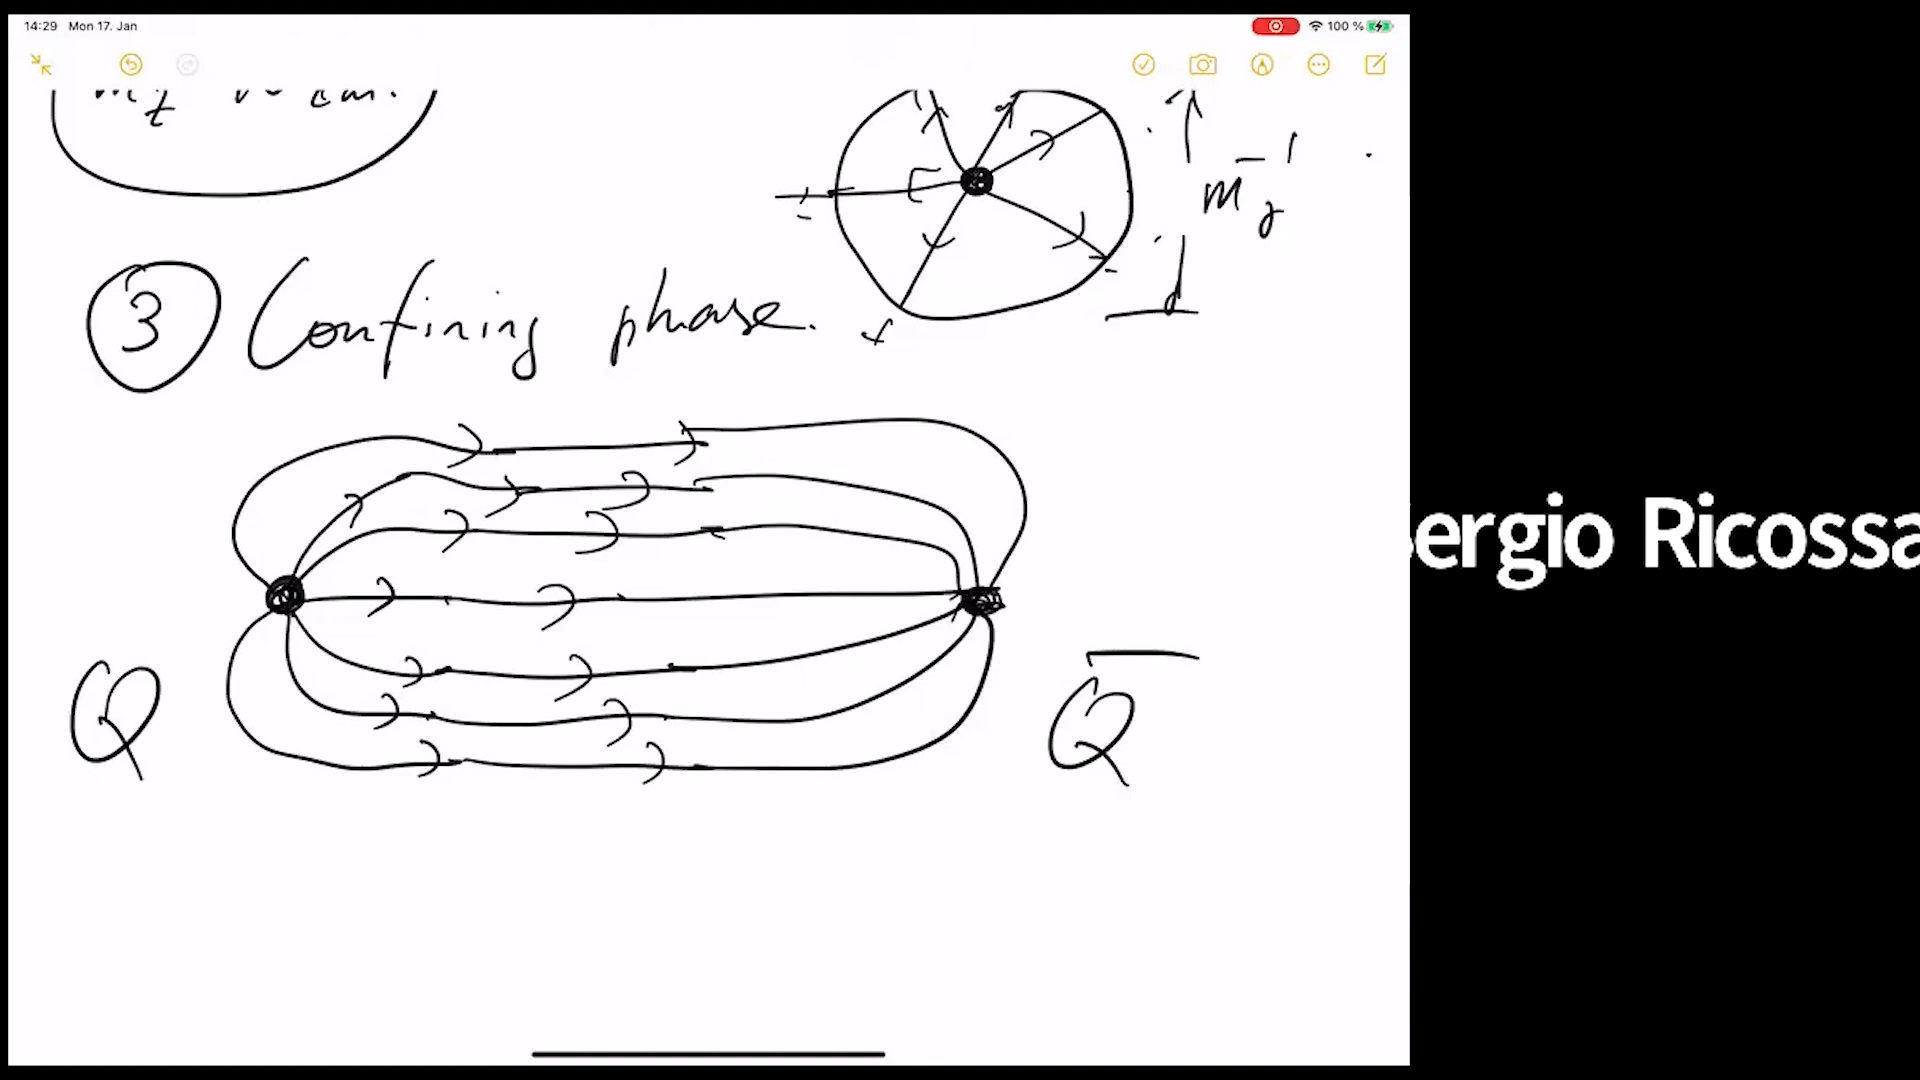 14:29 Mon 17. Jan 100 %
m_γ^{-1}
d
③ Confining phase.
ergio Ricossa
Q Q̄